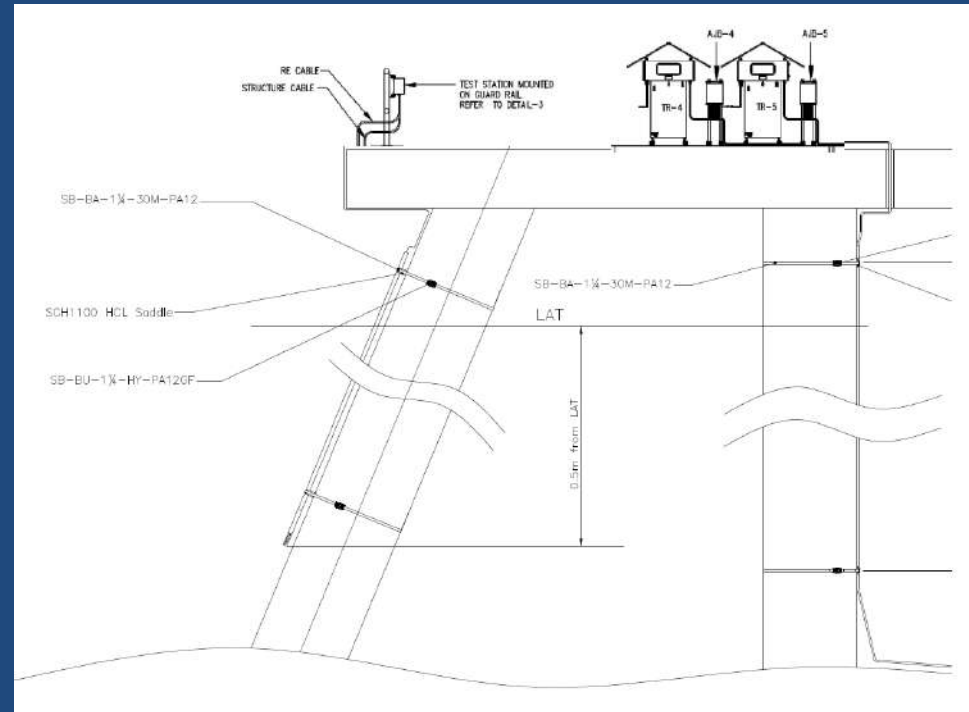 AJB-4
AJB-5
RE CABLE
STRUCTURE CABLE
TEST STATION MOUNTED
ON GUARD RAIL
REFER TO DETAL-3
TR-4
TR-5
SB-BA-1¼-30M-PA12
SB-BA-1¼-30M-PA12
SCH1100 HCL Saddle
LAT
SB-BU-1¼-HY-PA12GF
0.5m from LAT